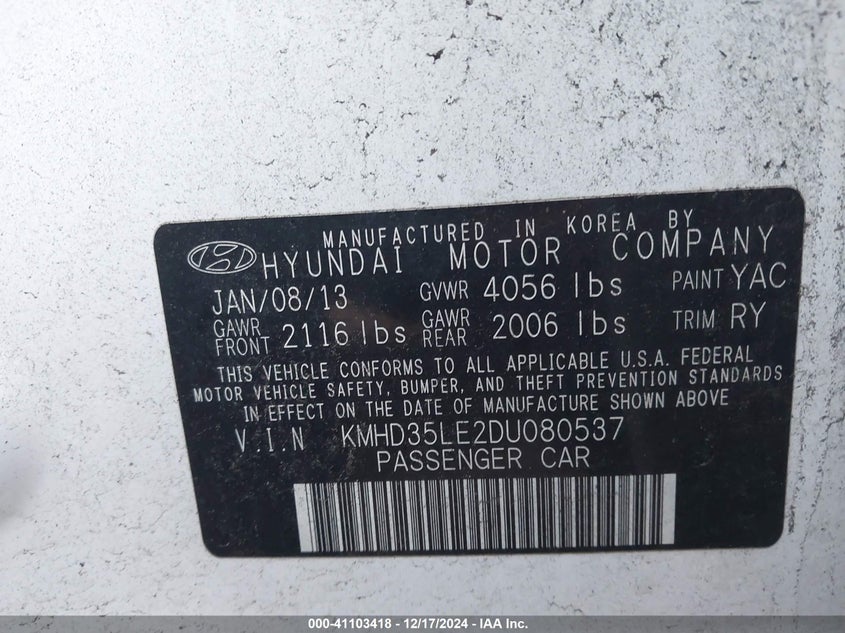 MANUFACTURED IN KOREA BY
HYUNDAI MOTOR COMPANY
JAN/08/13 GVWR 4056 lbs PAINT YAC
GAWR FRONT 2116 lbs GAWR REAR 2006 lbs TRIM RY
THIS VEHICLE CONFORMS TO ALL APPLICABLE U.S.A. FEDERAL
MOTOR VEHICLE SAFETY, BUMPER, AND THEFT PREVENTION STANDARDS
IN EFFECT ON THE DATE OF MANUFACTURE SHOWN ABOVE
V.I.N KMHD35LE2DU080537
PASSENGER CAR
000-41103418 - 12/17/2024 - IAA Inc.